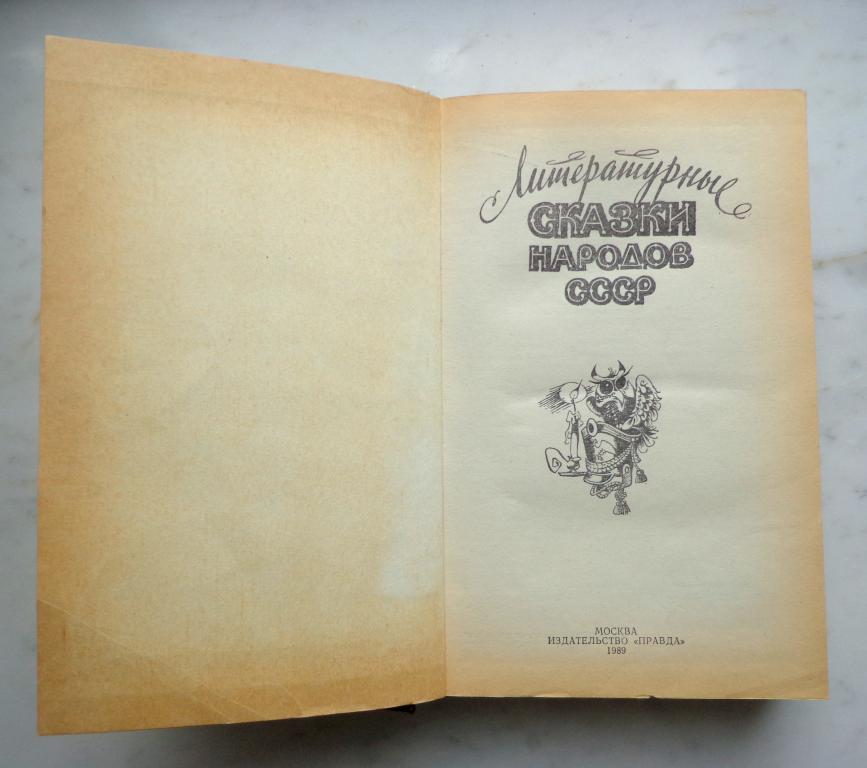 Литературные
СКАЗКИ
НАРОДОВ
СССР
МОСКВА
ИЗДАТЕЛЬСТВО «ПРАВДА»
1989